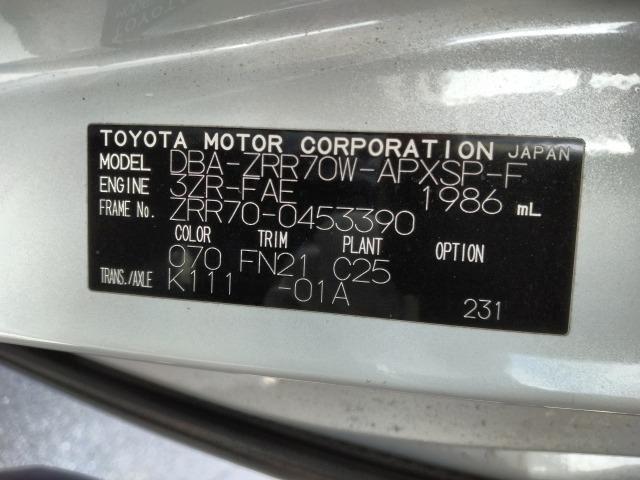 TOYOTA MOTOR CORPORATION JAPAN
MODEL DBA-ZRR70W-APXSP-F
ENGINE 3ZR-FAE 1986 mL
FRAME No. ZRR70-0453390
COLOR TRIM PLANT OPTION
070 FN21 C25
TRANS./AXLE K111 -01A
231